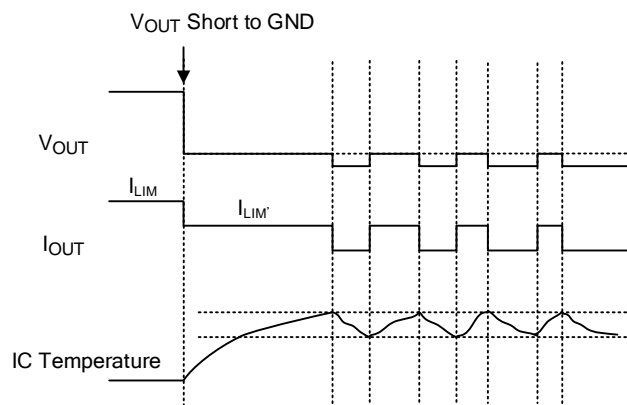 VOUT Short to GND
VOUT
ILIM
ILIM'
IOUT
IC Temperature